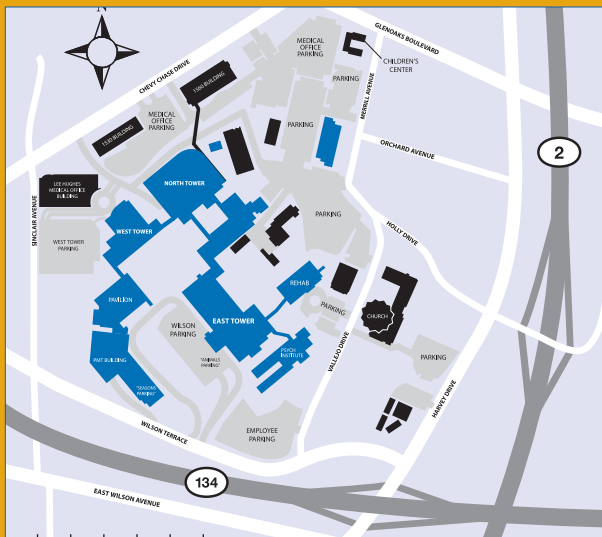 N
GLENOAKS BOULEVARD
MEDICAL
OFFICE
PARKING
CHILDREN'S
CENTER
CHEVY CHASE DRIVE
1560 BUILDING
PARKING
MERRILL AVENUE
MEDICAL
OFFICE
PARKING
1530 BUILDING
PARKING
ORCHARD AVENUE
2
LEE HUGHES
MEDICAL OFFICE
BUILDING
NORTH TOWER
SINCLAIR AVENUE
PARKING
HOLLY DRIVE
WEST TOWER
WEST TOWER
PARKING
REHAB
PAVILION
PARKING
CHURCH
EAST TOWER
WILSON
PARKING
VALLEJO DRIVE
PARKING
PMT BUILDING
"ANIMALS
PARKING"
PSYCH
INSTITUTE
"SEASONS
PARKING"
HARVEY DRIVE
WILSON TERRACE
EMPLOYEE
PARKING
134
EAST WILSON AVENUE